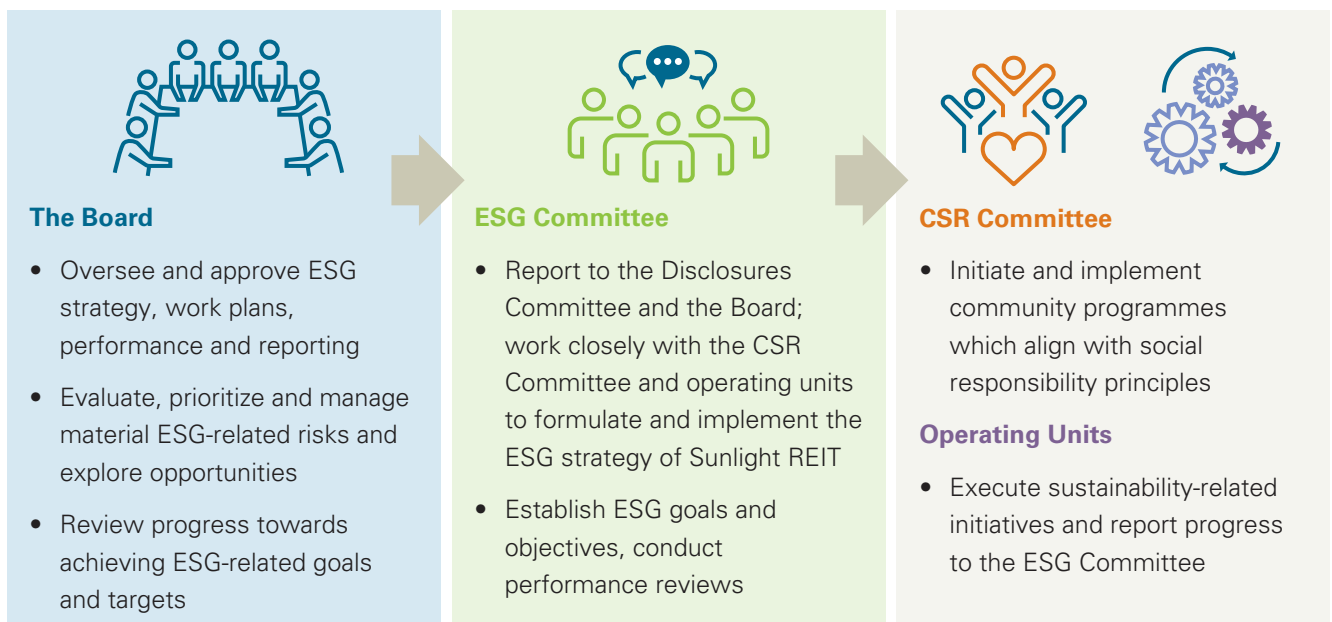 The Board
• Oversee and approve ESG
strategy, work plans,
performance and reporting
• Evaluate, prioritize and manage
material ESG-related risks and
explore opportunities
• Review progress towards
achieving ESG-related goals
and targets
ESG Committee
• Report to the Disclosures
Committee and the Board;
work closely with the CSR
Committee and operating units
to formulate and implement the
ESG strategy of Sunlight REIT
• Establish ESG goals and
objectives, conduct
performance reviews
CSR Committee
• Initiate and implement
community programmes
which align with social
responsibility principles
Operating Units
• Execute sustainability-related
initiatives and report progress
to the ESG Committee